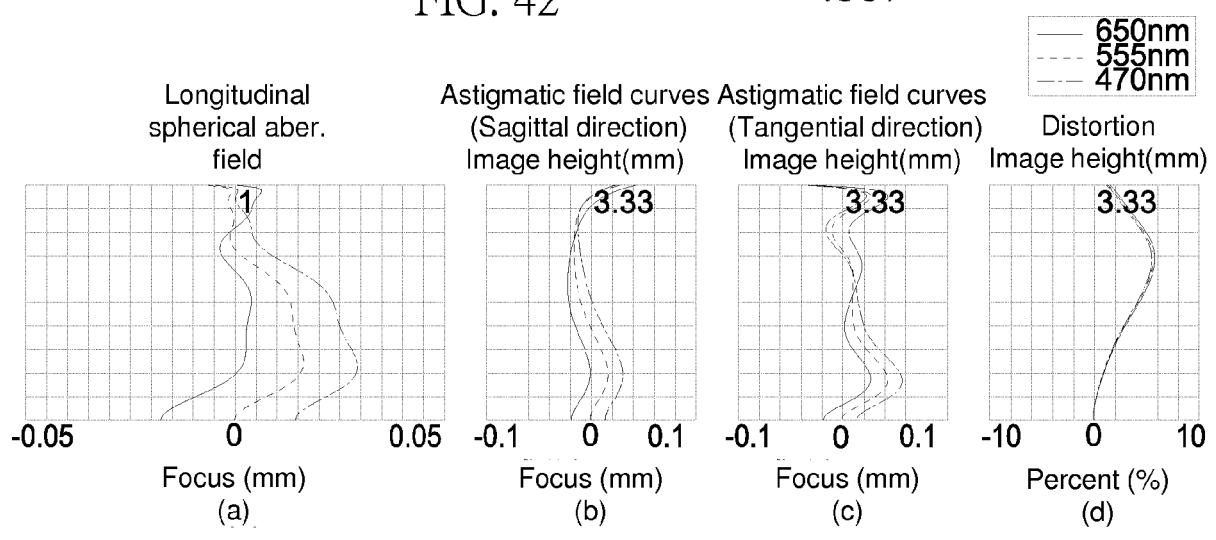 FIG. 42
650nm
555nm
470nm
Longitudinal
spherical aber.
field
Astigmatic field curves
(Sagittal direction)
Image height(mm)
Astigmatic field curves
(Tangential direction)
Image height(mm)
Distortion
Image height(mm)
1
3.33
3.33
3.33
-0.05 0 0.05
-0.1 0 0.1
-0.1 0 0.1
-10 0 10
Focus (mm)
Focus (mm)
Focus (mm)
Percent (%)
(a)
(b)
(c)
(d)